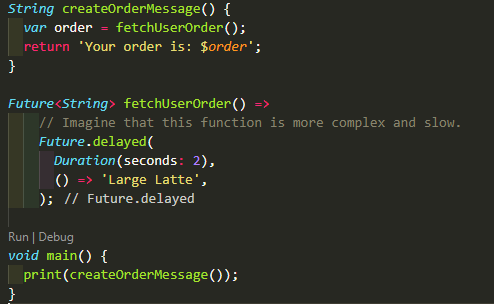 String createOrderMessage() {
  var order = fetchUserOrder();
  return 'Your order is: $order';
}

Future<String> fetchUserOrder() =>
    // Imagine that this function is more complex and slow.
    Future.delayed(
      Duration(seconds: 2),
      () => 'Large Latte',
    ); // Future.delayed

Run | Debug
void main() {
  print(createOrderMessage());
}